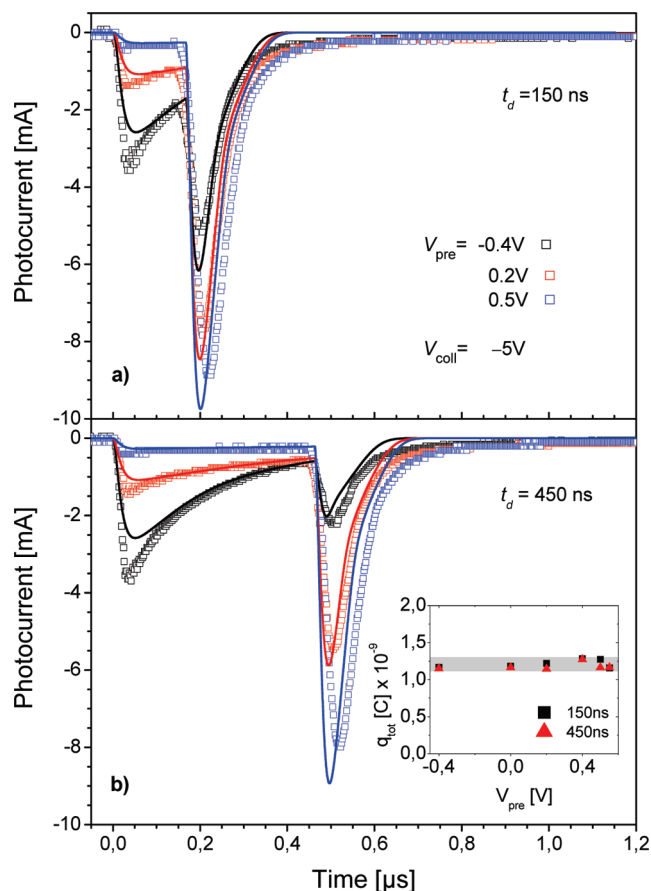 0
-2
-4
-6
-8
-10
Photocurrent [mA]
t_d =150 ns
V_pre= -0.4V
0.2V
0.5V
V_coll= –5V
a)
0
-2
-4
-6
-8
-10
Photocurrent [mA]
t_d = 450 ns
2,0
1,5
1,0
0,5
0,0
q_tot [C] x 10^-9
150ns
450ns
-0,4 0,0 0,4
V_pre [V]
b)
0,0 0,2 0,4 0,6 0,8 1,0 1,2
Time [µs]